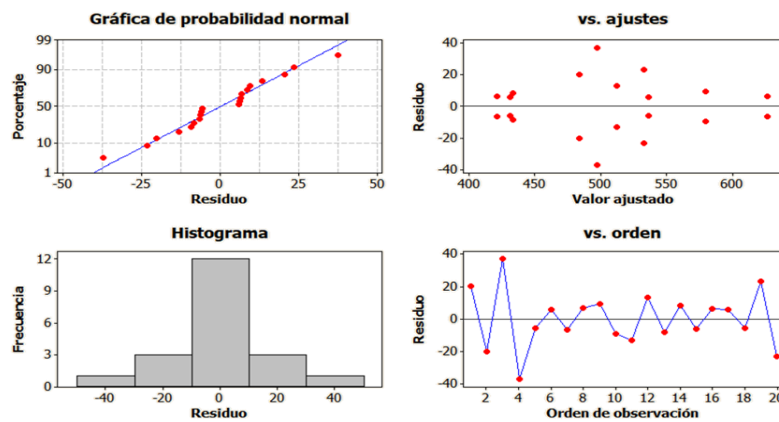 Gráfica de probabilidad normal
99
90
50
10
1
Porcentaje
-50 -25 0 25 50
Residuo
vs. ajustes
40
20
0
-20
-40
Residuo
400 450 500 550 600
Valor ajustado
Histograma
12
9
6
3
0
Frecuencia
-40 -20 0 20 40
Residuo
vs. orden
40
20
0
-20
-40
Residuo
2 4 6 8 10 12 14 16 18 20
Orden de observación